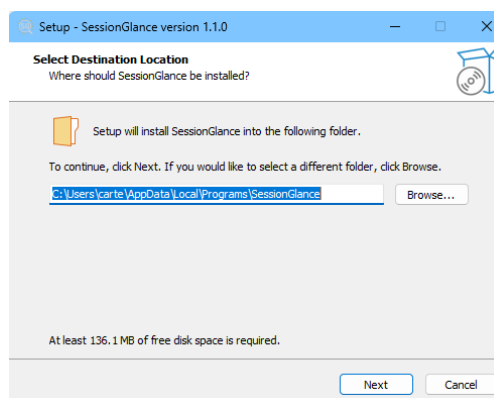 Setup - SessionGlance version 1.1.0
Select Destination Location
Where should SessionGlance be installed?
Setup will install SessionGlance into the following folder.
To continue, click Next. If you would like to select a different folder, click Browse.
C:\Users\carte\AppData\Local\Programs\SessionGlance
Browse...
At least 136.1 MB of free disk space is required.
Next
Cancel